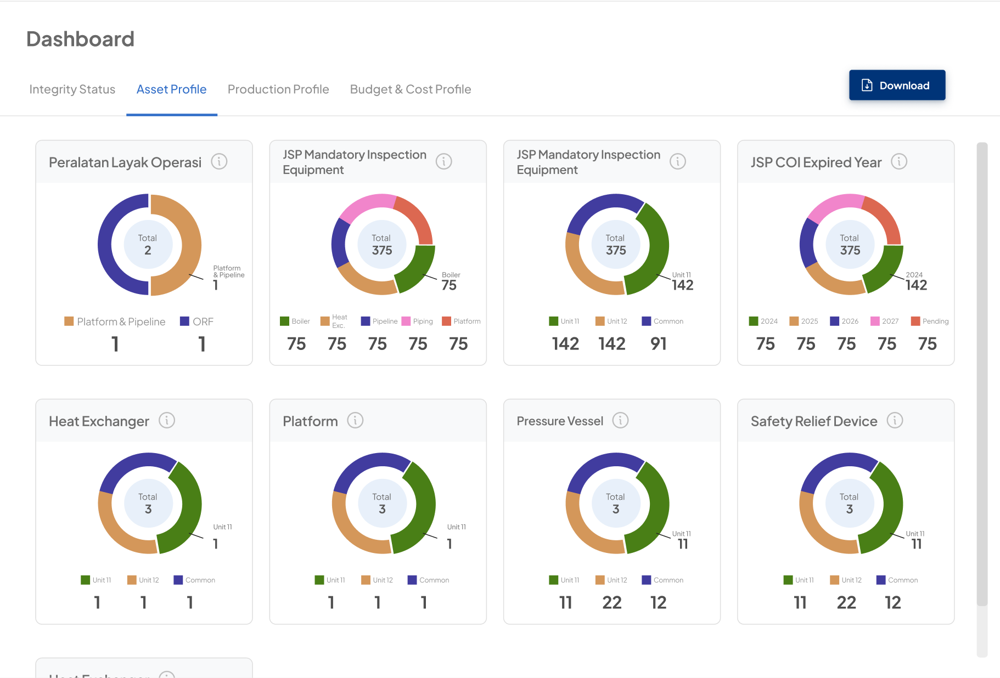 Dashboard
Integrity Status
Asset Profile
Production Profile
Budget & Cost Profile
Download
Peralatan Layak Operasi
Total
2
Platform
& Pipeline
1
Platform & Pipeline
ORF
1
1
JSP Mandatory Inspection
Equipment
Total
375
Boiler
75
Boiler
Heat
Exc.
Pipeline
Piping
Platform
75
75
75
75
75
JSP Mandatory Inspection
Equipment
Total
375
Unit 11
142
Unit 11
Unit 12
Common
142
142
91
JSP COI Expired Year
Total
375
2024
142
2024
2025
2026
2027
Pending
75
75
75
75
75
Heat Exchanger
Total
3
Unit 11
1
Unit 11
Unit 12
Common
1
1
1
Platform
Total
3
Unit 11
1
Unit 11
Unit 12
Common
1
1
1
Pressure Vessel
Total
3
Unit 11
11
Unit 11
Unit 12
Common
11
22
12
Safety Relief Device
Total
3
Unit 11
11
Unit 11
Unit 12
Common
11
22
12
Heat Exchanger